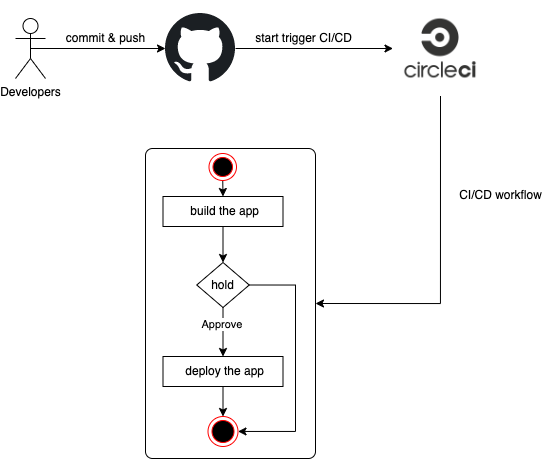 commit & push
start trigger CI/CD
circleci
Developers
CI/CD workflow
build the app
hold
Approve
deploy the app